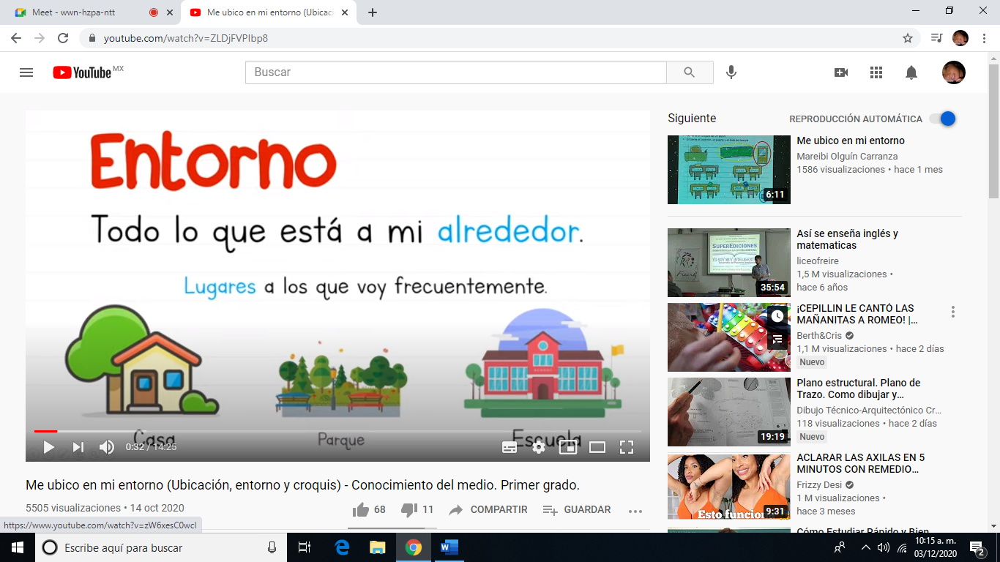 Meet - wwn-hzpa-ntt
Me ubico en mi entorno (Ubicaci
youtube.com/watch?v=ZLDjFVPIbp8
YouTube MX
Buscar
Entorno
Todo lo que está a mi alrededor.
Lugares a los que voy frecuentemente.
SCHOOL
Casa
Parque
Escuela
0:32 / 14:25
Me ubico en mi entorno (Ubicación, entorno y croquis) - Conocimiento del medio. Primer grado.
5505 visualizaciones • 14 oct 2020
68
11
COMPARTIR
GUARDAR
Siguiente
REPRODUCCIÓN AUTOMÁTICA
6:11
Me ubico en mi entorno
Mareibi Olguín Carranza
1586 visualizaciones • hace 1 mes
SUPEREDICIONES
YO SOY MUY INTELIGENTE
35:54
Así se enseña inglés y
matematicas
liceofreire
1,5 M visualizaciones •
hace 6 años
¡CEPILLIN LE CANTÓ LAS
MAÑANITAS A ROMEO! |...
Berth&Cris
1,1 M visualizaciones • hace 2 días
Nuevo
19:19
Plano estructural. Plano de
Trazo. Como dibujar y...
Dibujo Técnico-Arquitectónico Cr...
118 visualizaciones • hace 2 días
Nuevo
Esto funcio
9:31
ACLARAR LAS AXILAS EN 5
MINUTOS CON REMEDIO...
Frizzy Desi
1 M visualizaciones •
hace 3 meses
Cómo Estudiar Rápido y Bien
https://www.youtube.com/watch?v=zW6xesC0wcI
Escribe aquí para buscar
10:15 a. m.
03/12/2020
2